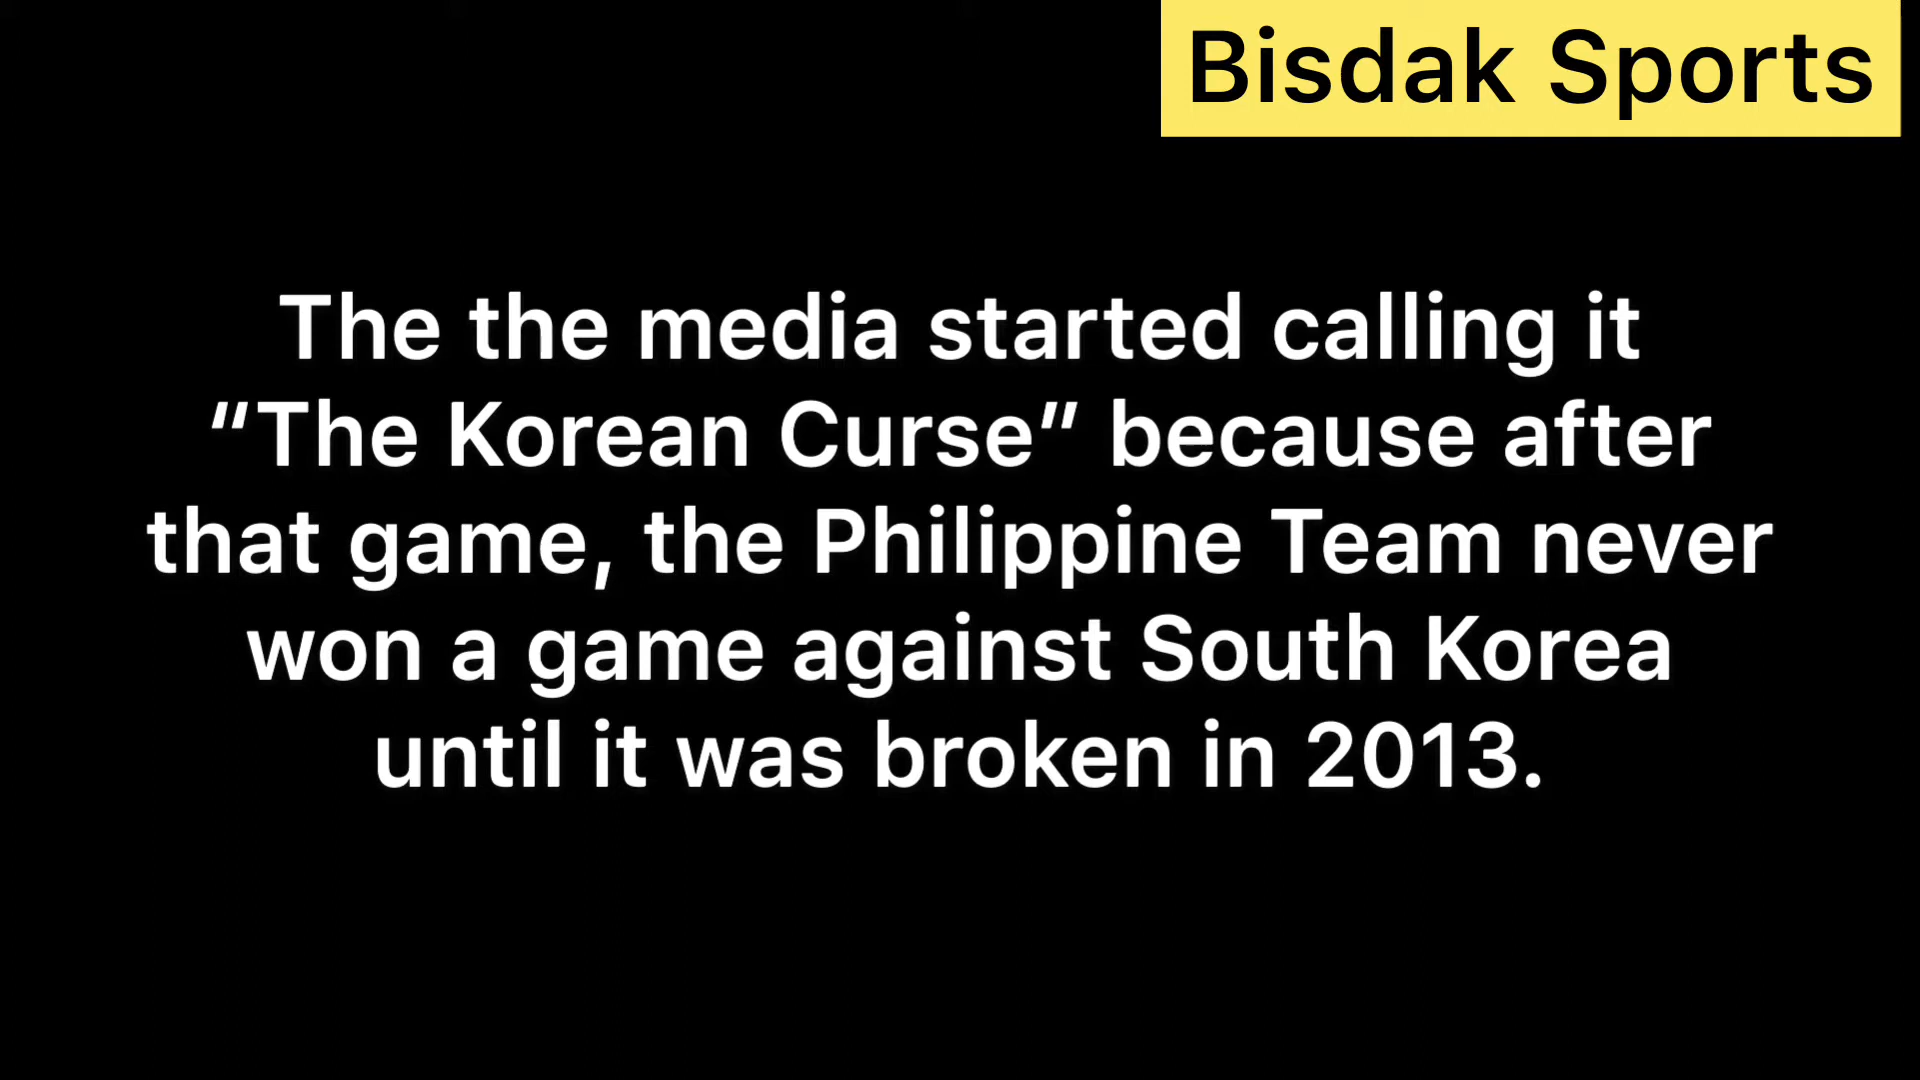 Bisdak Sports
The the media started calling it
“The Korean Curse” because after
that game, the Philippine Team never
won a game against South Korea
until it was broken in 2013.